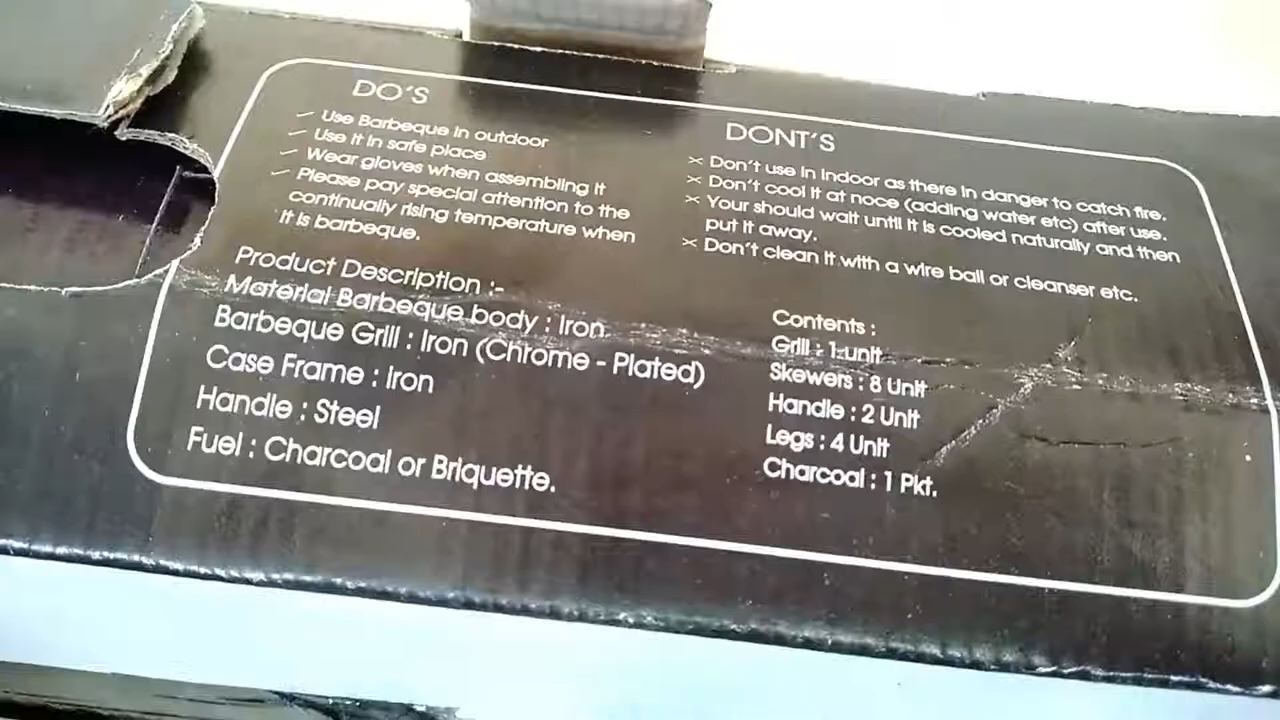 DO'S
Use Barbeque in outdoor
Use it in safe place
Wear gloves when assembling it
Please pay special attention to the
continually rising temperature when
it is barbeque.
DONT'S
Don't use in indoor as there in danger to catch fire.
Don't cool it at noce (adding water etc) after use.
Your should wait until it is cooled naturally and then
put it away.
Don't clean it with a wire ball or cleanser etc.
Product Description :-
Material Barbeque body : Iron
Barbeque Grill : Iron (Chrome - Plated)
Case Frame : Iron
Handle : Steel
Fuel : Charcoal or Briquette.
Contents :
Grill : 1 unit
Skewers : 8 Unit
Handle : 2 Unit
Legs : 4 Unit
Charcoal : 1 Pkt.